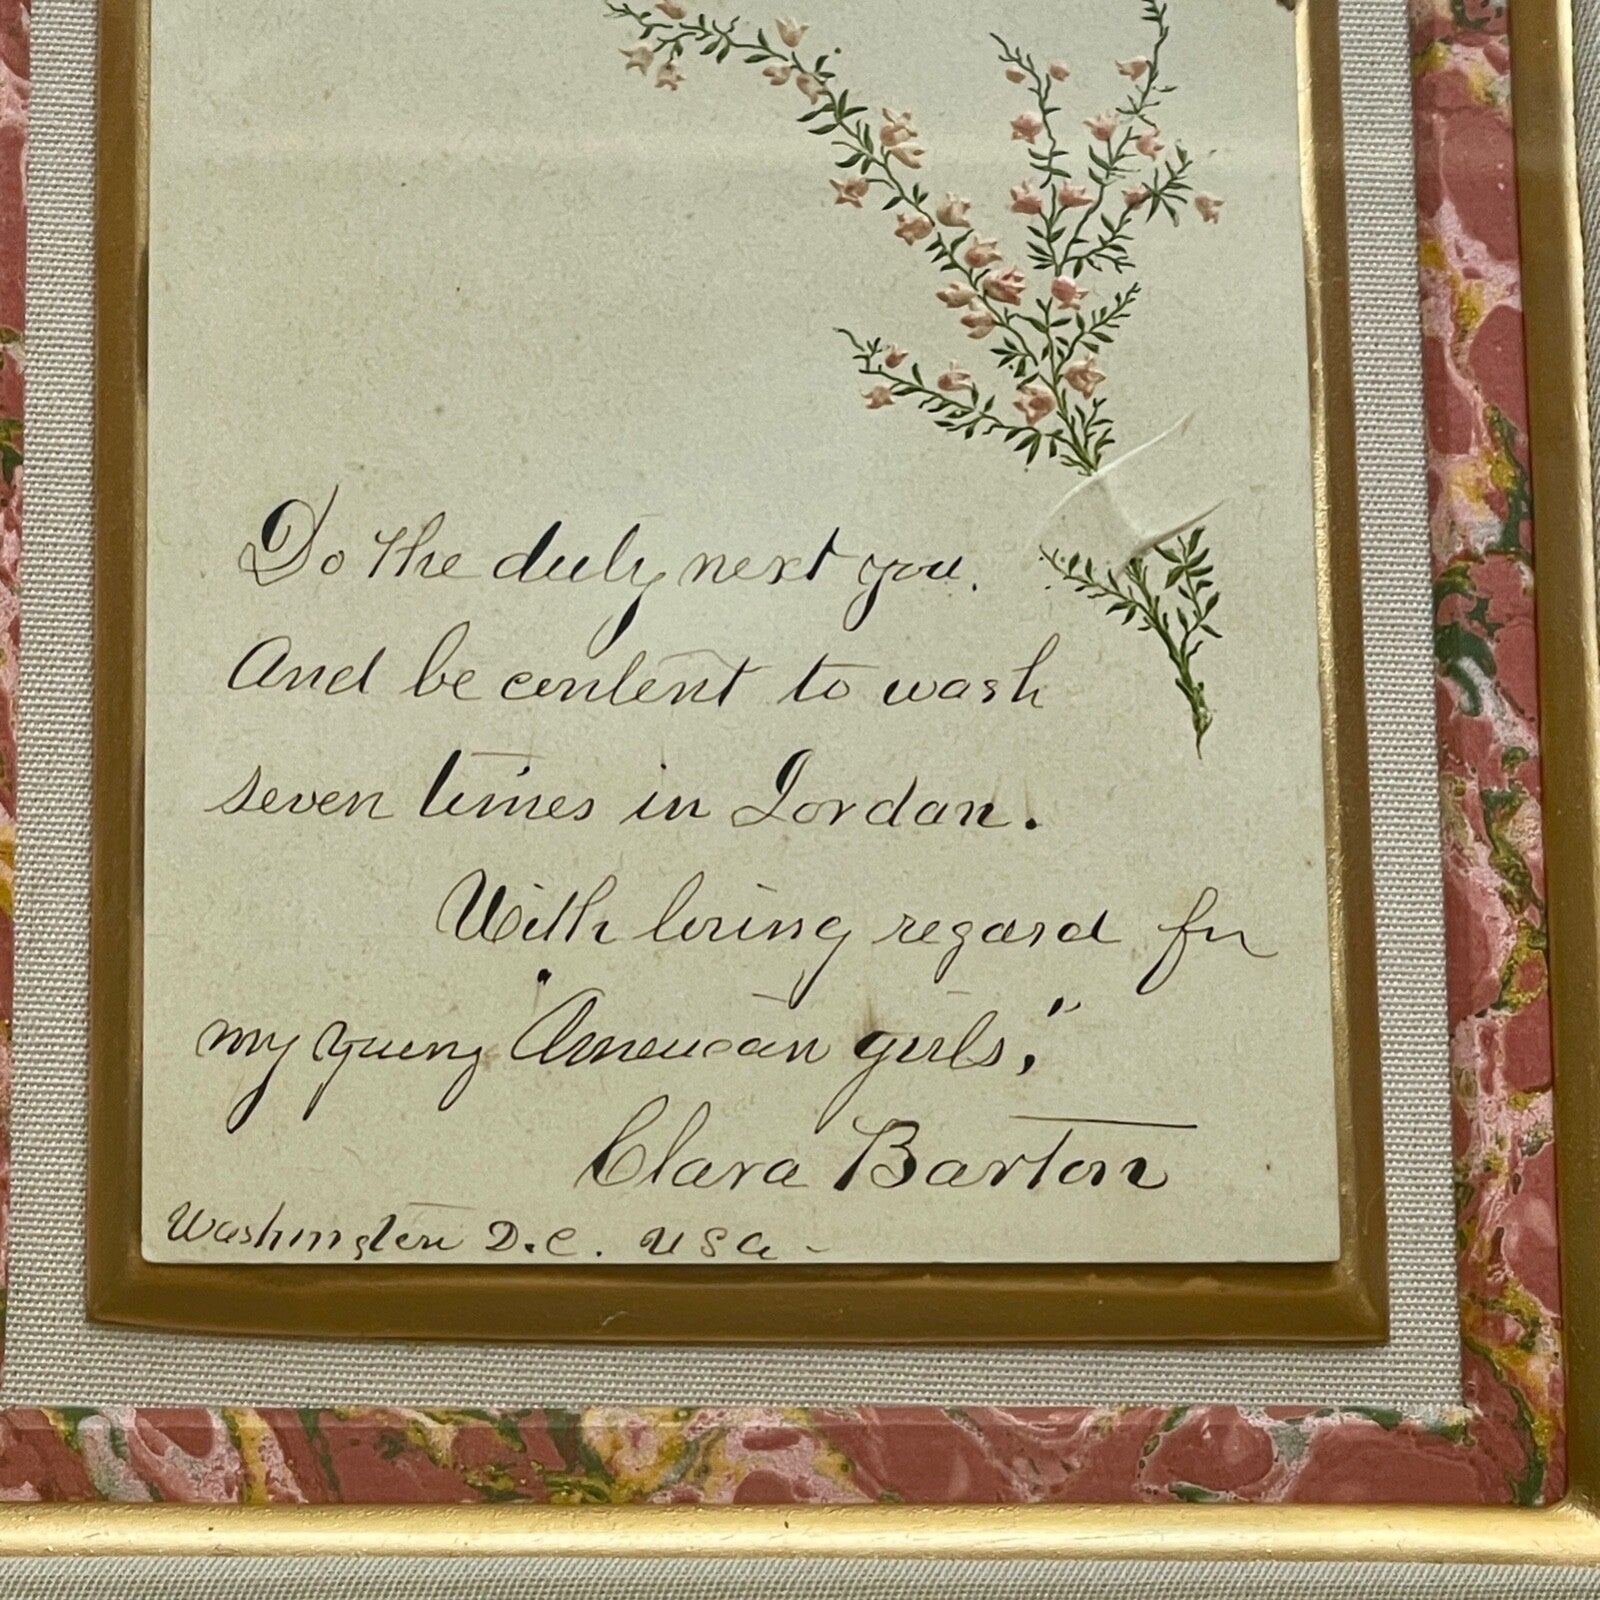 Do the duty next you.
And be content to wash
seven times in Jordan.
With loving regard for
my young "American girls,"
Clara Barton
Washington D.C. USA -